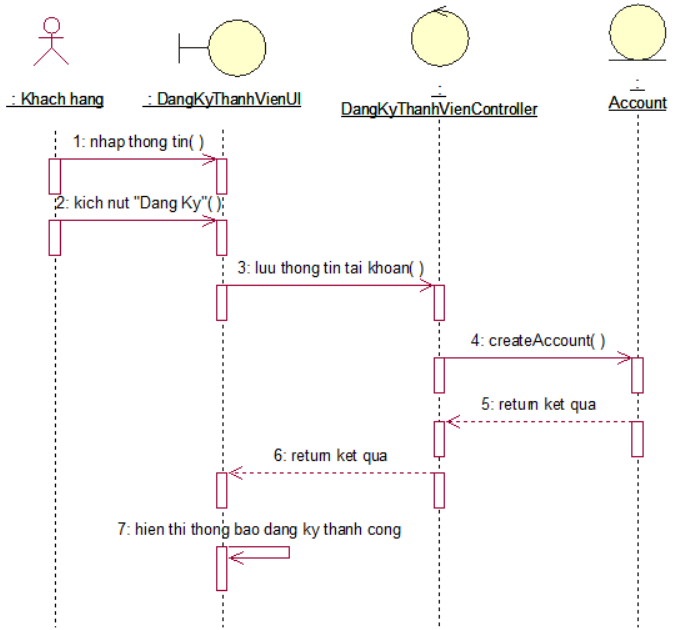 : Khach hang
: DangKyThanhVienUI
:
DangKyThanhVienController
:
Account
1: nhap thong tin( )
2: kich nut "Dang Ky"( )
3: luu thong tin tai khoan( )
4: createAccount( )
5: return ket qua
6: return ket qua
7: hien thi thong bao dang ky thanh cong